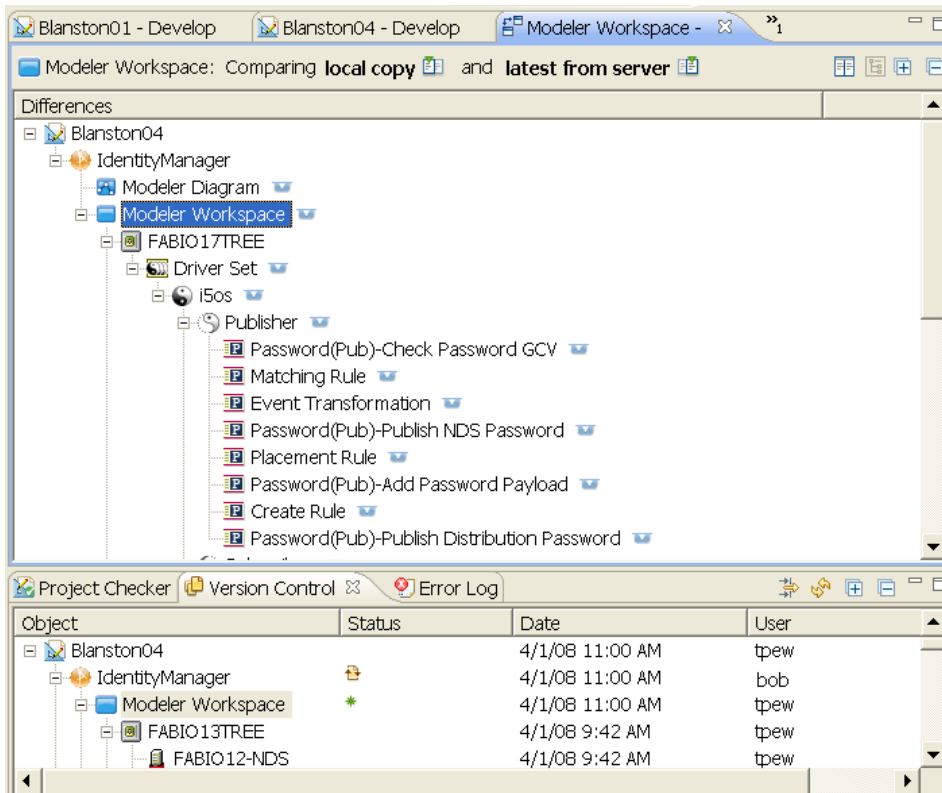 Blanston01 - Develop Blanston04 - Develop Modeler Workspace - »1
Modeler Workspace: Comparing local copy and latest from server
Differences
Blanston04
IdentityManager
Modeler Diagram
Modeler Workspace
FABIO17TREE
Driver Set
i5os
Publisher
Password(Pub)-Check Password GCV
Matching Rule
Event Transformation
Password(Pub)-Publish NDS Password
Placement Rule
Password(Pub)-Add Password Payload
Create Rule
Password(Pub)-Publish Distribution Password
Project Checker Version Control Error Log
Object Status Date User
Blanston04 4/1/08 11:00 AM tpew
IdentityManager 4/1/08 11:00 AM bob
Modeler Workspace 4/1/08 11:00 AM tpew
FABIO13TREE 4/1/08 9:42 AM tpew
FABIO12-NDS 4/1/08 9:42 AM tpew